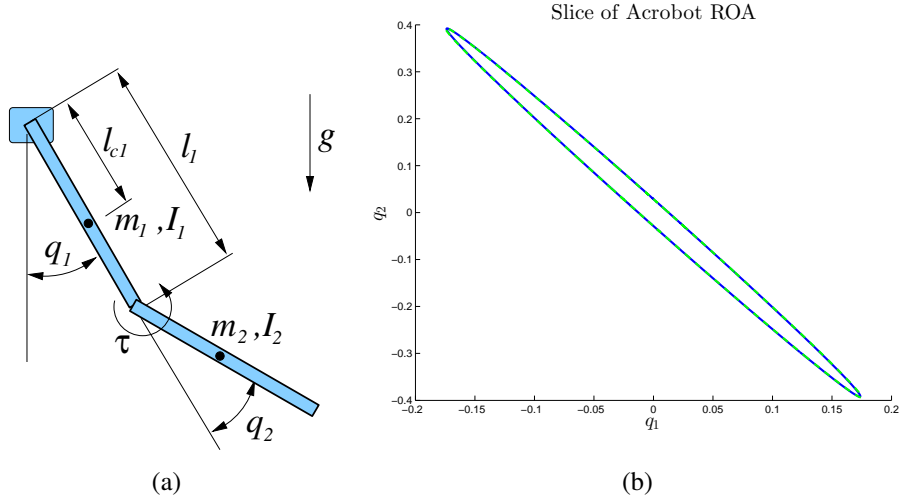 l_{c1}
l_1
g
m_1 , I_1
q_1
m_2 , I_2
τ
q_2
(a)
Slice of Acrobot ROA
0.4
0.3
0.2
0.1
0
−0.1
−0.2
−0.3
−0.4
q_2
−0.2
−0.15
−0.1
−0.05
0
0.05
0.1
0.15
0.2
q_1
(b)